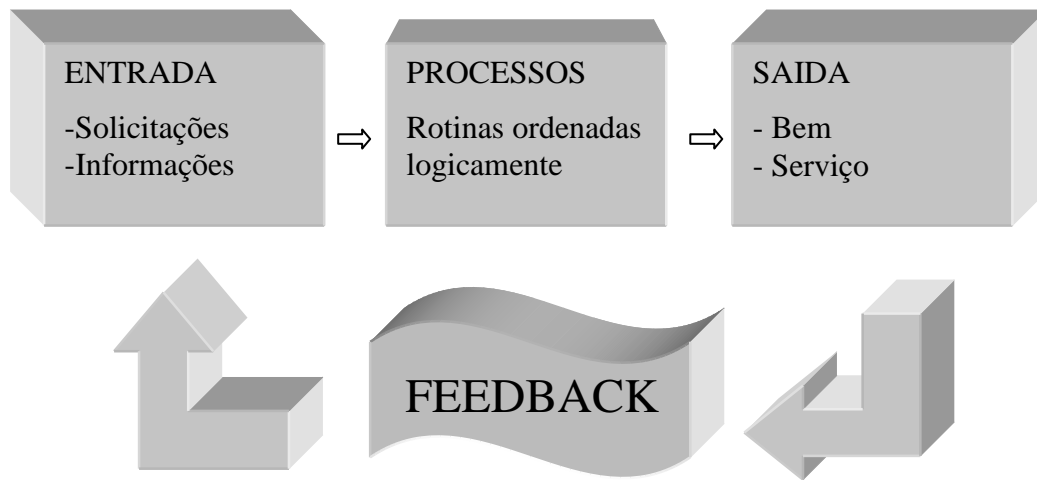 ENTRADA
-Solicitações
-Informações
PROCESSOS
Rotinas ordenadas
logicamente
SAIDA
- Bem
- Serviço
FEEDBACK